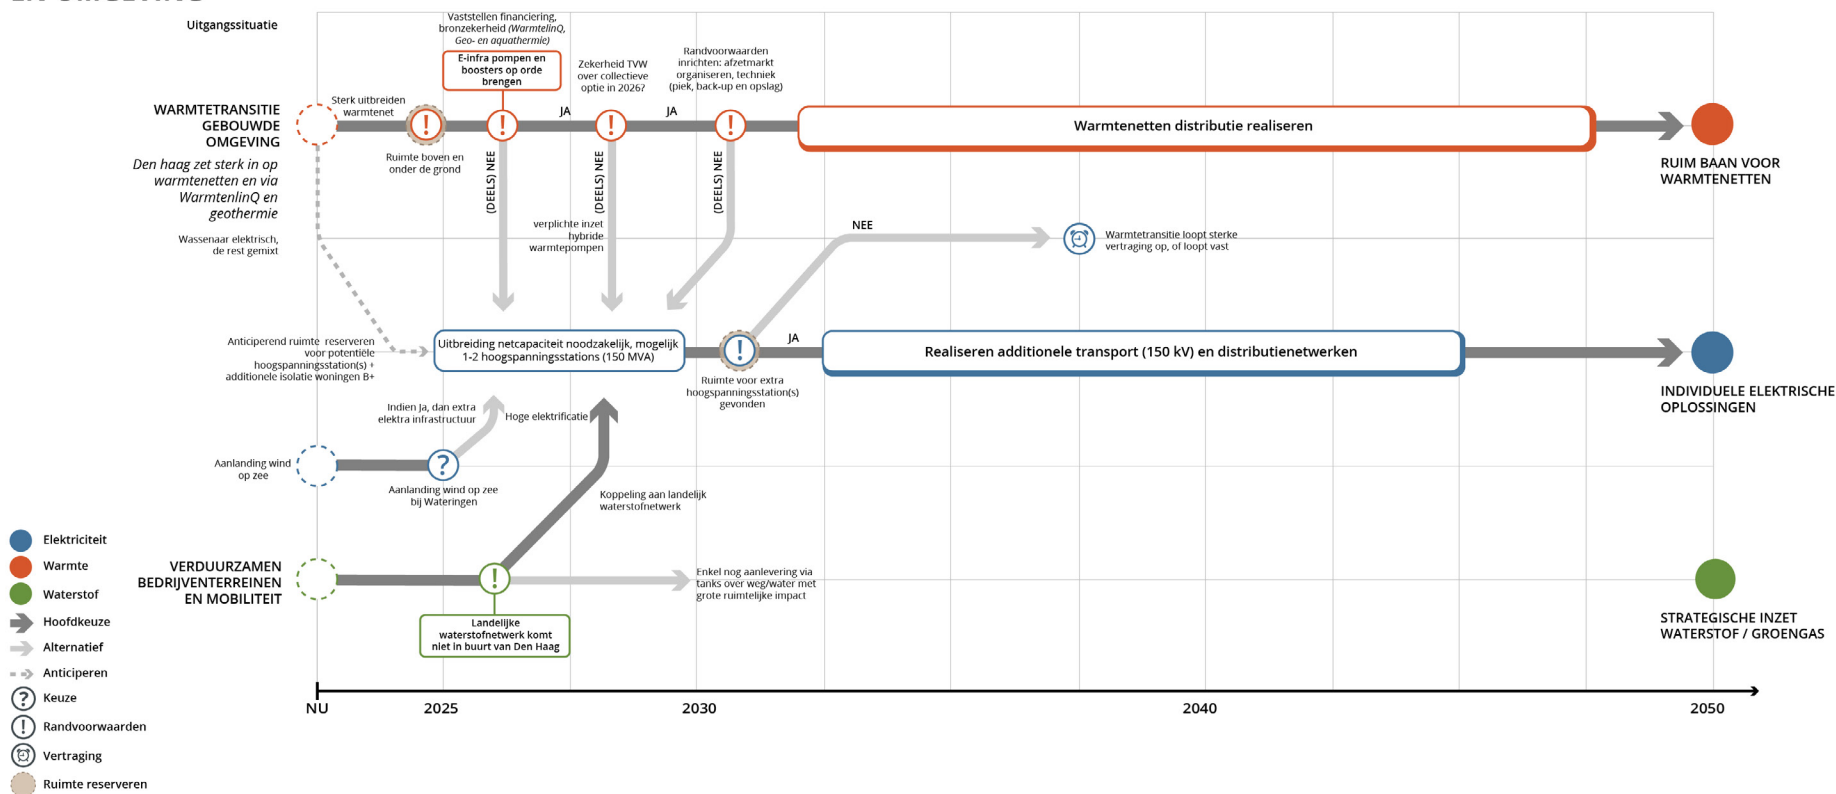 Uitgangssituatie
Vaststellen financiering,
bronzekerheid (WarmtelinQ,
Geo- en aquathermie)
E-infra pompen en
boosters op orde
brengen
Zekerheid TVW
over collectieve
optie in 2026?
Randvoorwaarden
inrichten: afzetmarkt
organiseren, techniek
(piek, back-up en opslag)
WARMTETRANSITIE
GEBOUWDE
OMGEVING
Sterk uitbreiden
warmtenet
JA
JA
Warmtenetten distributie realiseren
Ruimte boven en
onder de grond
Den haag zet sterk in op
warmtenetten en via
WarmtenlinQ en
geothermie
(DEELS) NEE
(DEELS) NEE
(DEELS) NEE
RUIM BAAN VOOR
WARMTENETTEN
verplichte inzet
hybride
warmtepompen
Wassenaar elektrisch,
de rest gemixt
NEE
Warmtetransitie loopt sterke
vertraging op, of loopt vast
Anticiperend ruimte reserveren
voor potentiële
hoogspanningsstation(s) +
additionele isolatie woningen B+
Uitbreiding netcapaciteit noodzakelijk, mogelijk
1-2 hoogspanningsstations (150 MVA)
JA
Realiseren additionele transport (150 kV) en distributienetwerken
Ruimte voor extra
hoogspanningsstation(s)
gevonden
INDIVIDUELE ELEKTRISCHE
OPLOSSINGEN
Indien Ja, dan extra
elektra infrastructuur
Hoge elektrificatie
Aanlanding wind
op zee
Aanlanding wind op zee
bij Wateringen
Koppeling aan landelijk
waterstofnetwerk
VERDUURZAMEN
BEDRIJVENTERREINEN
EN MOBILITEIT
Enkel nog aanlevering via
tanks over weg/water met
grote ruimtelijke impact
Landelijke
waterstofnetwerk komt
niet in buurt van Den Haag
STRATEGISCHE INZET
WATERSTOF / GROENGAS
Elektriciteit
Warmte
Waterstof
Hoofdkeuze
Alternatief
Anticiperen
Keuze
Randvoorwaarden
Vertraging
Ruimte reserveren
NU
2025
2030
2040
2050